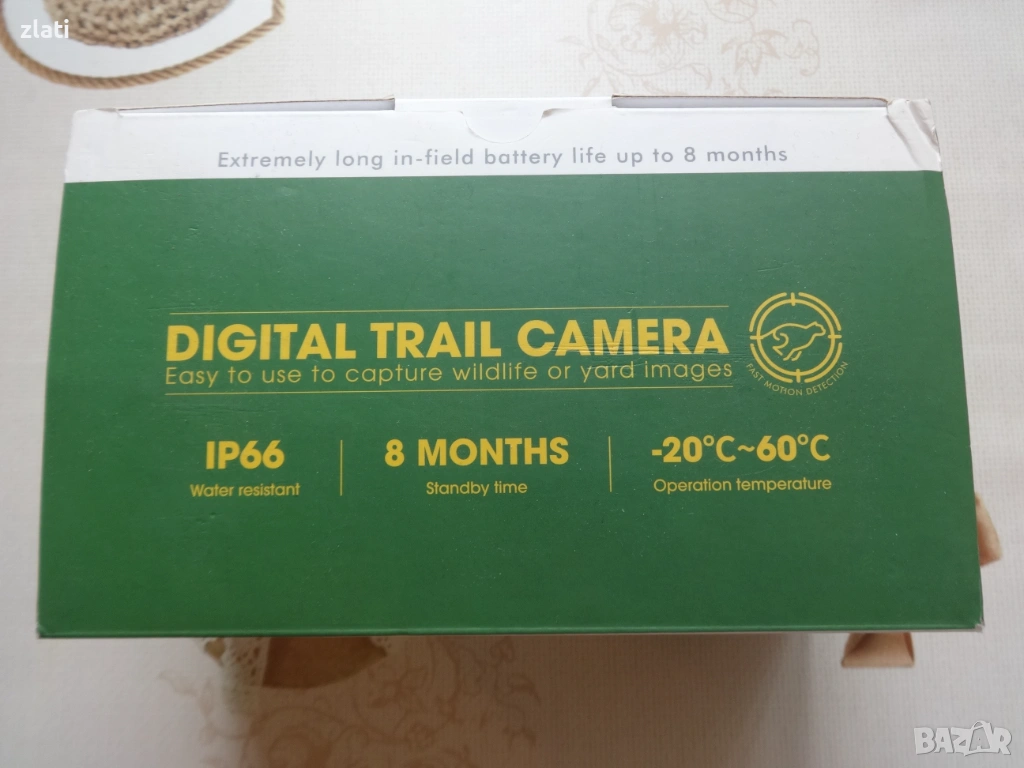 zlati
Extremely long in-field battery life up to 8 months
DIGITAL TRAIL CAMERA
Easy to use to capture wildlife or yard images
FAST MOTION DETECTION
IP66
Water resistant
8 MONTHS
Standby time
-20°C~60°C
Operation temperature
BAZAR